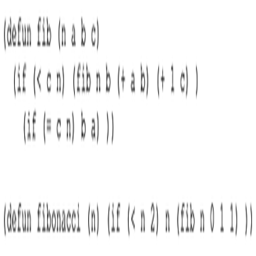 (defun fib (n a b c)
(if (< c n) (fib n b (+ a b) (+ 1 c) )
(if (= c n) b a) ))
(defun fibonacci (n) (if (< n 2) n (fib n 0 1 1) ))